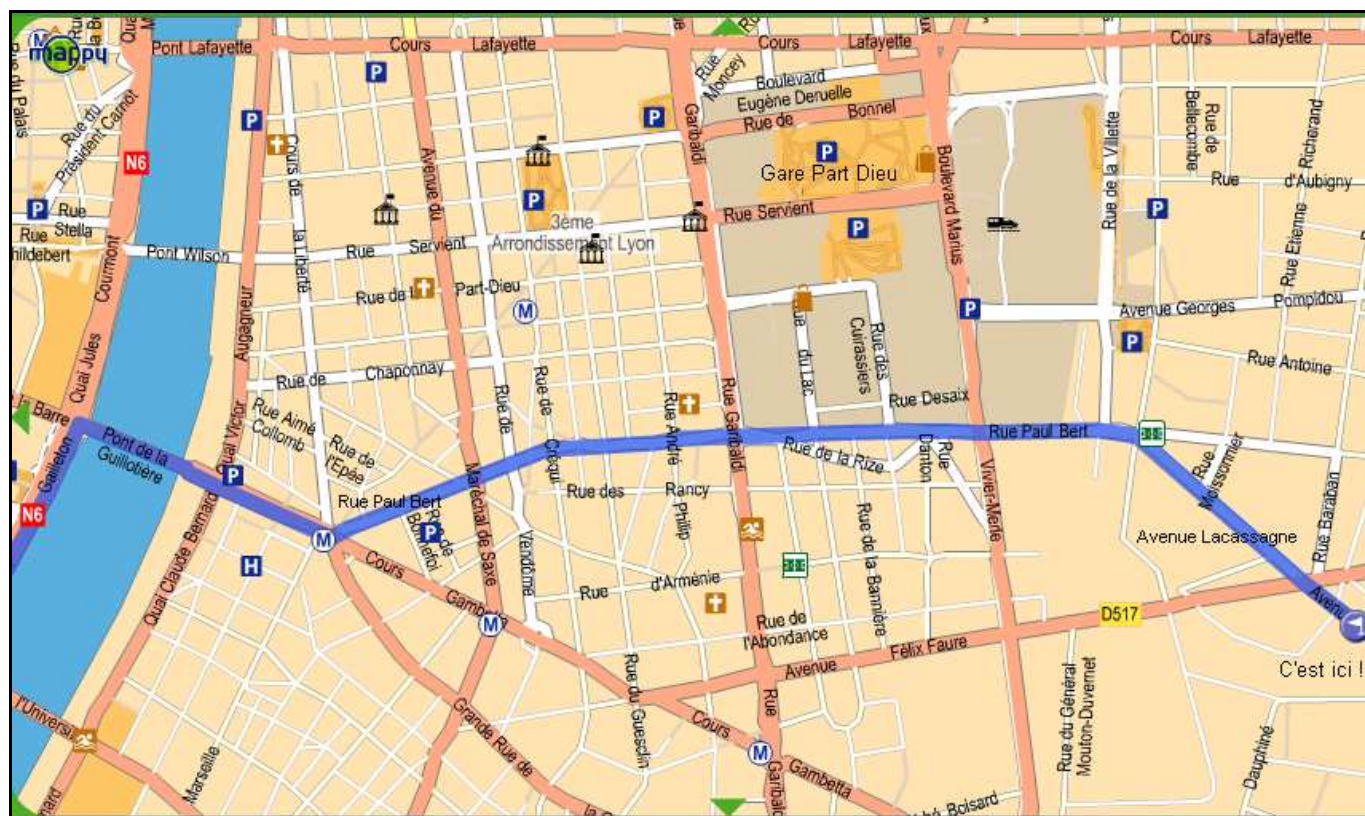 mappy
Pont Lafayette
Cours
Lafayette
Cours
Lafayette
Cours
Lafayette
Rue du Palais
Rue du
Président Carnot
N6
Rue
Moncey
Boulevard
Eugène Deruelle
Rue de
Bonnel
Gare Part Dieu
Rue de
Bellecombe
Rue
d'Aubigny
Rue Etienne
Richerand
Rue de la Villette
Boulevard Marius
Vivier-Merle
Garibaldi
Avenue du
Maréchal de Saxe
Cours de
la Liberté
Rue
Stella
Rue
Pont Wilson
Rue
Servient
3ème
Arrondissement Lyon
Rue Servient
Rue de
Part-Dieu
M
Quai Jules
Courmont
Quai Victor
Augagneur
Rue de
Chaponnay
Rue de
Vendôme
Rue de
Créqui
Rue du Lac
Rue des
Cuirassiers
Avenue Georges
Pompidou
Rue Antoine
Rue Desaix
Barre
Gailleton
Pont de la
Guillotière
Rue Aimé
Collomb
Rue de
l'Epée
Rue André
Philip
Rue Garibaldi
Rue Paul Bert
Rue Paul Bert
Rue de la Rize
Rue
Danton
Rue
Moissonnier
Rue Baraban
Avenue Lacassagne
N6
Rue des
Rancy
Rue de
Bonnefoi
Quai Claude Bernard
H
M
Cours
Gambetta
M
Rue
d'Arménie
Rue de la Bannière
Rue de
l'Abondance
D517
Avenue
Félix Faure
C'est ici !
Rue du Guesclin
Rue du Général
Mouton-Duvernet
Dauphiné
l'Universi
Marseille
Grande Rue de
Cours
M
Gambetta
Rue
Garibaldi
Boisard